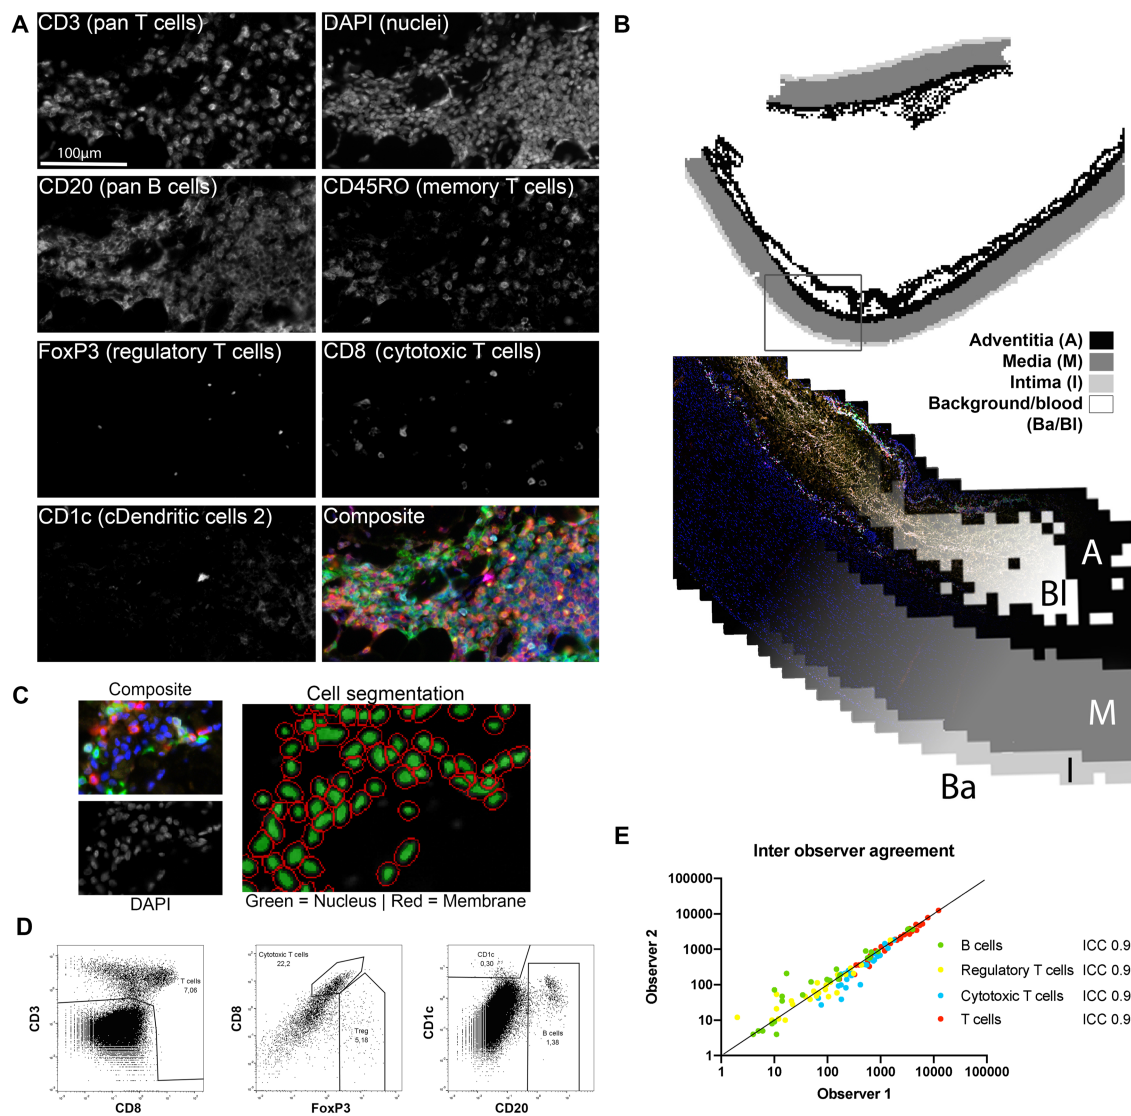 A
CD3 (pan T cells)
DAPI (nuclei)
100µm
CD20 (pan B cells)
CD45RO (memory T cells)
FoxP3 (regulatory T cells)
CD8 (cytotoxic T cells)
CD1c (cDendritic cells 2)
Composite
B
Adventitia (A)
Media (M)
Intima (I)
Background/blood
(Ba/Bl)
A
Bl
M
I
Ba
C
Composite
Cell segmentation
DAPI
Green = Nucleus | Red = Membrane
D
CD3
T cells
7,06
CD8
CD8
Cytotoxic T cells
22,2
Treg
5,18
FoxP3
CD1c
CD1c
0,30
B cells
1,38
CD20
E
Inter observer agreement
Observer 2
100000
10000
1000
100
10
1
1
10
100
1000
10000
100000
Observer 1
B cells ICC 0.9
Regulatory T cells ICC 0.9
Cytotoxic T cells ICC 0.9
T cells ICC 0.9